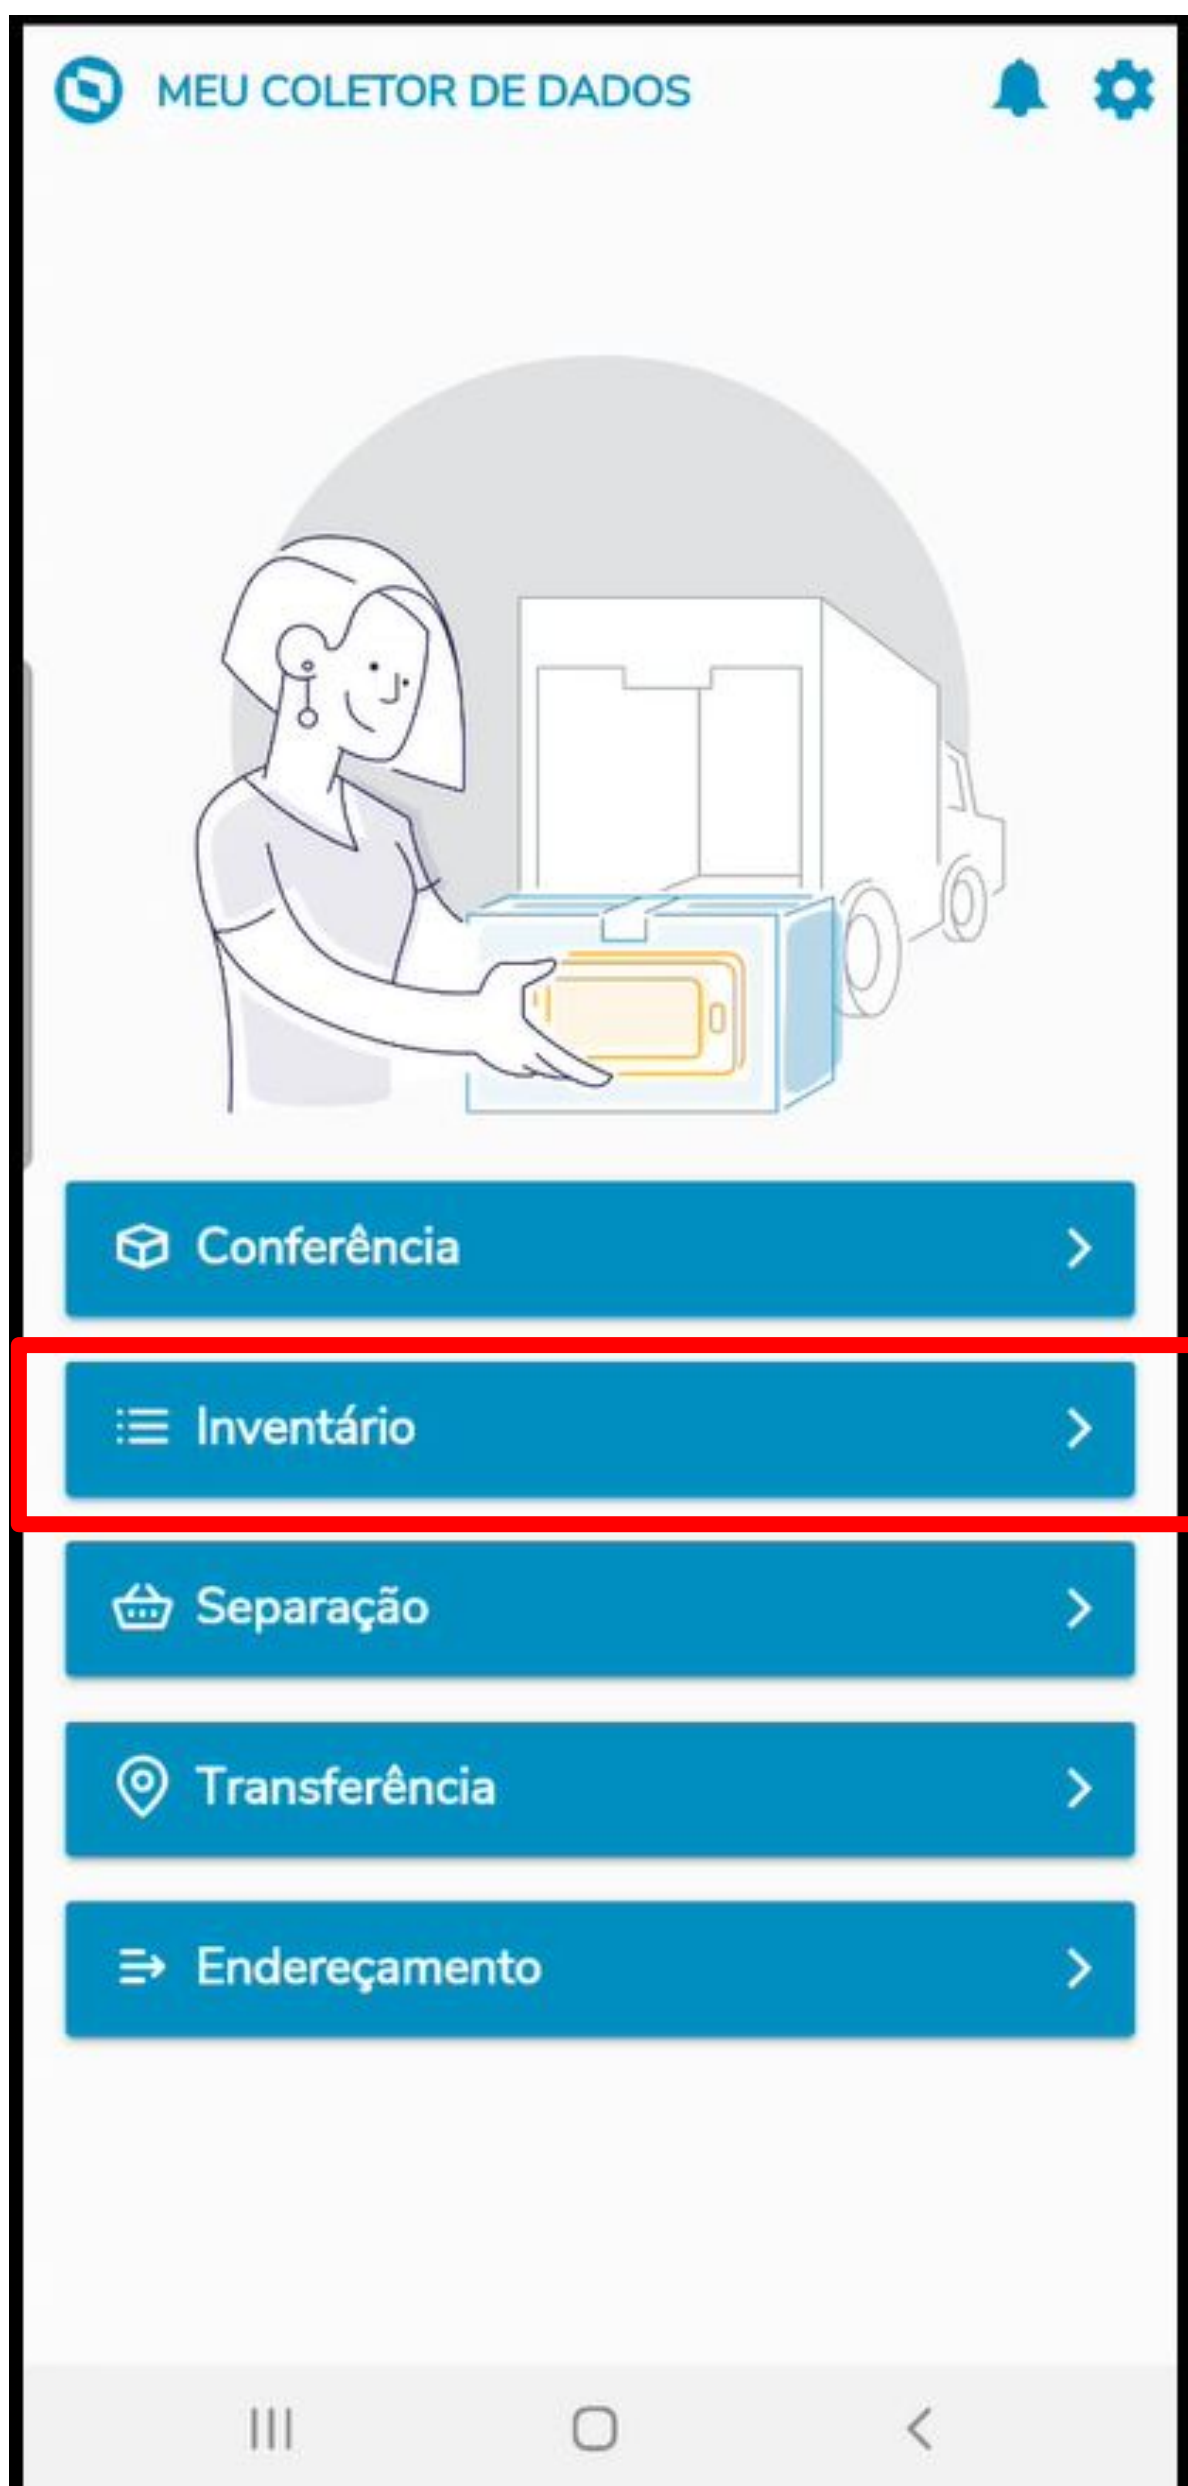 MEU COLETOR DE DADOS
Conferência
Inventário
Separação
Transferência
Endereçamento